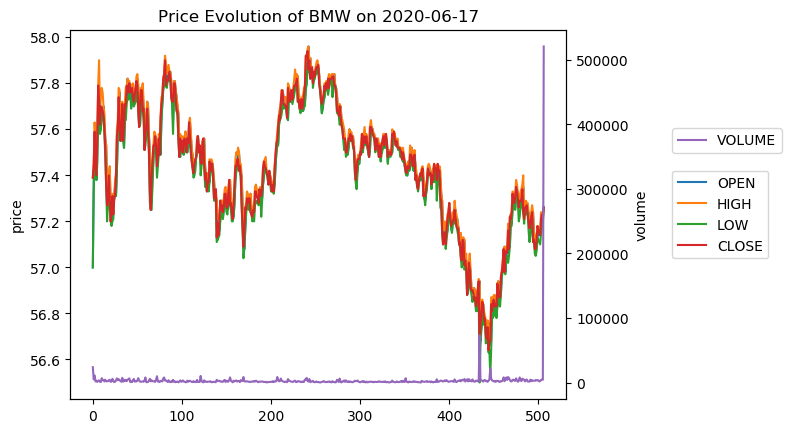 Price Evolution of BMW on 2020-06-17
price
58.0
57.8
57.6
57.4
57.2
57.0
56.8
56.6
0
100
200
300
400
500
500000
400000
300000
200000
100000
0
volume
VOLUME
OPEN
HIGH
LOW
CLOSE